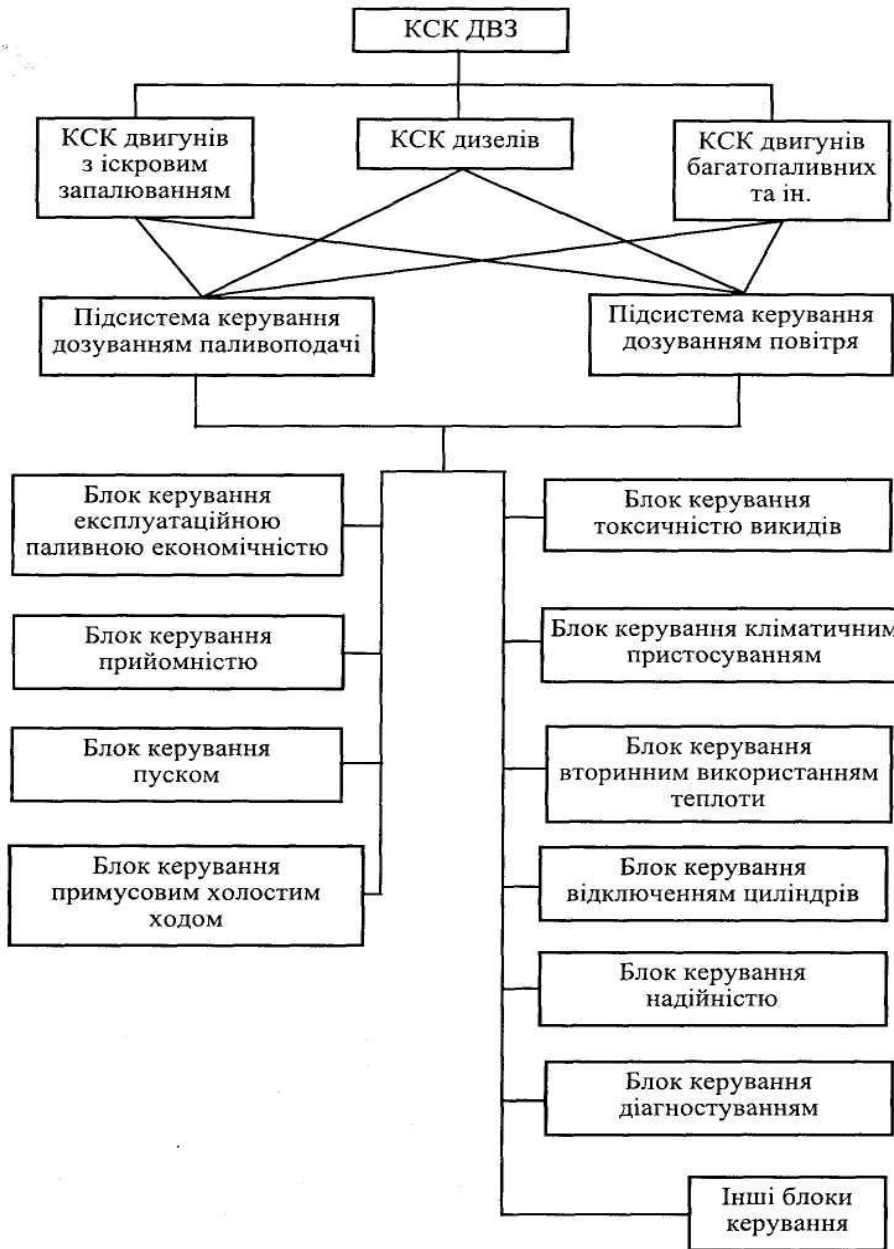 КСК ДВЗ
КСК двигунів
з іскровим
запалюванням
КСК дизелів
КСК двигунів
багатопаливних
та ін.
Підсистема керування
дозуванням паливоподачі
Підсистема керування
дозуванням повітря
Блок керування
експлуатаційною
паливною економічністю
Блок керування
прийомністю
Блок керування
пуском
Блок керування
примусовим холостим
ходом
Блок керування
токсичністю викидів
Блок керування кліматичним
пристосуванням
Блок керування
вторинним використанням
теплоти
Блок керування
відключенням циліндрів
Блок керування
надійністю
Блок керування
діагностуванням
Інші блоки
керування